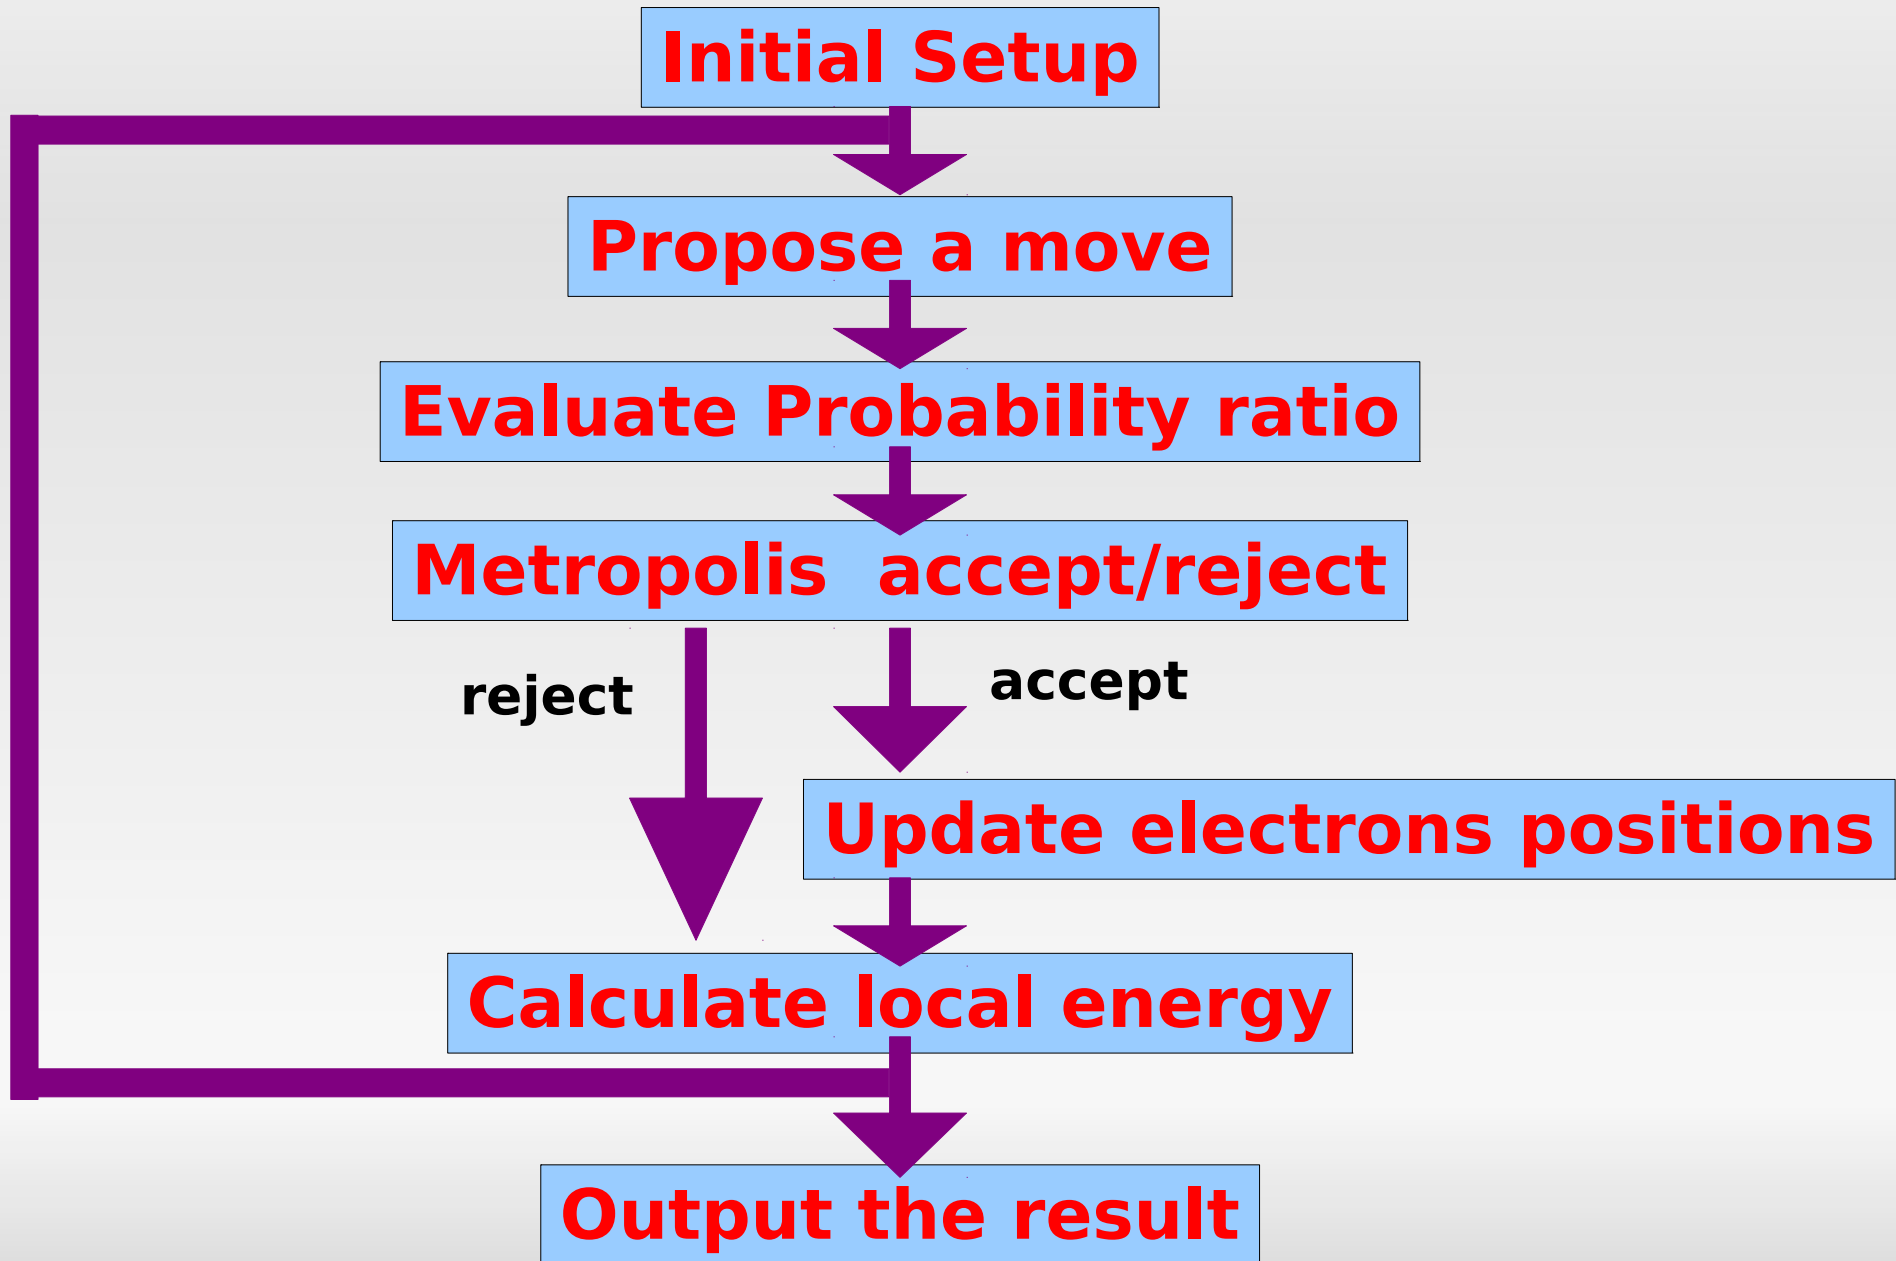 Initial Setup
Propose a move
Evaluate Probability ratio
Metropolis  accept/reject
reject
accept
Update electrons positions
Calculate local energy
Output the result